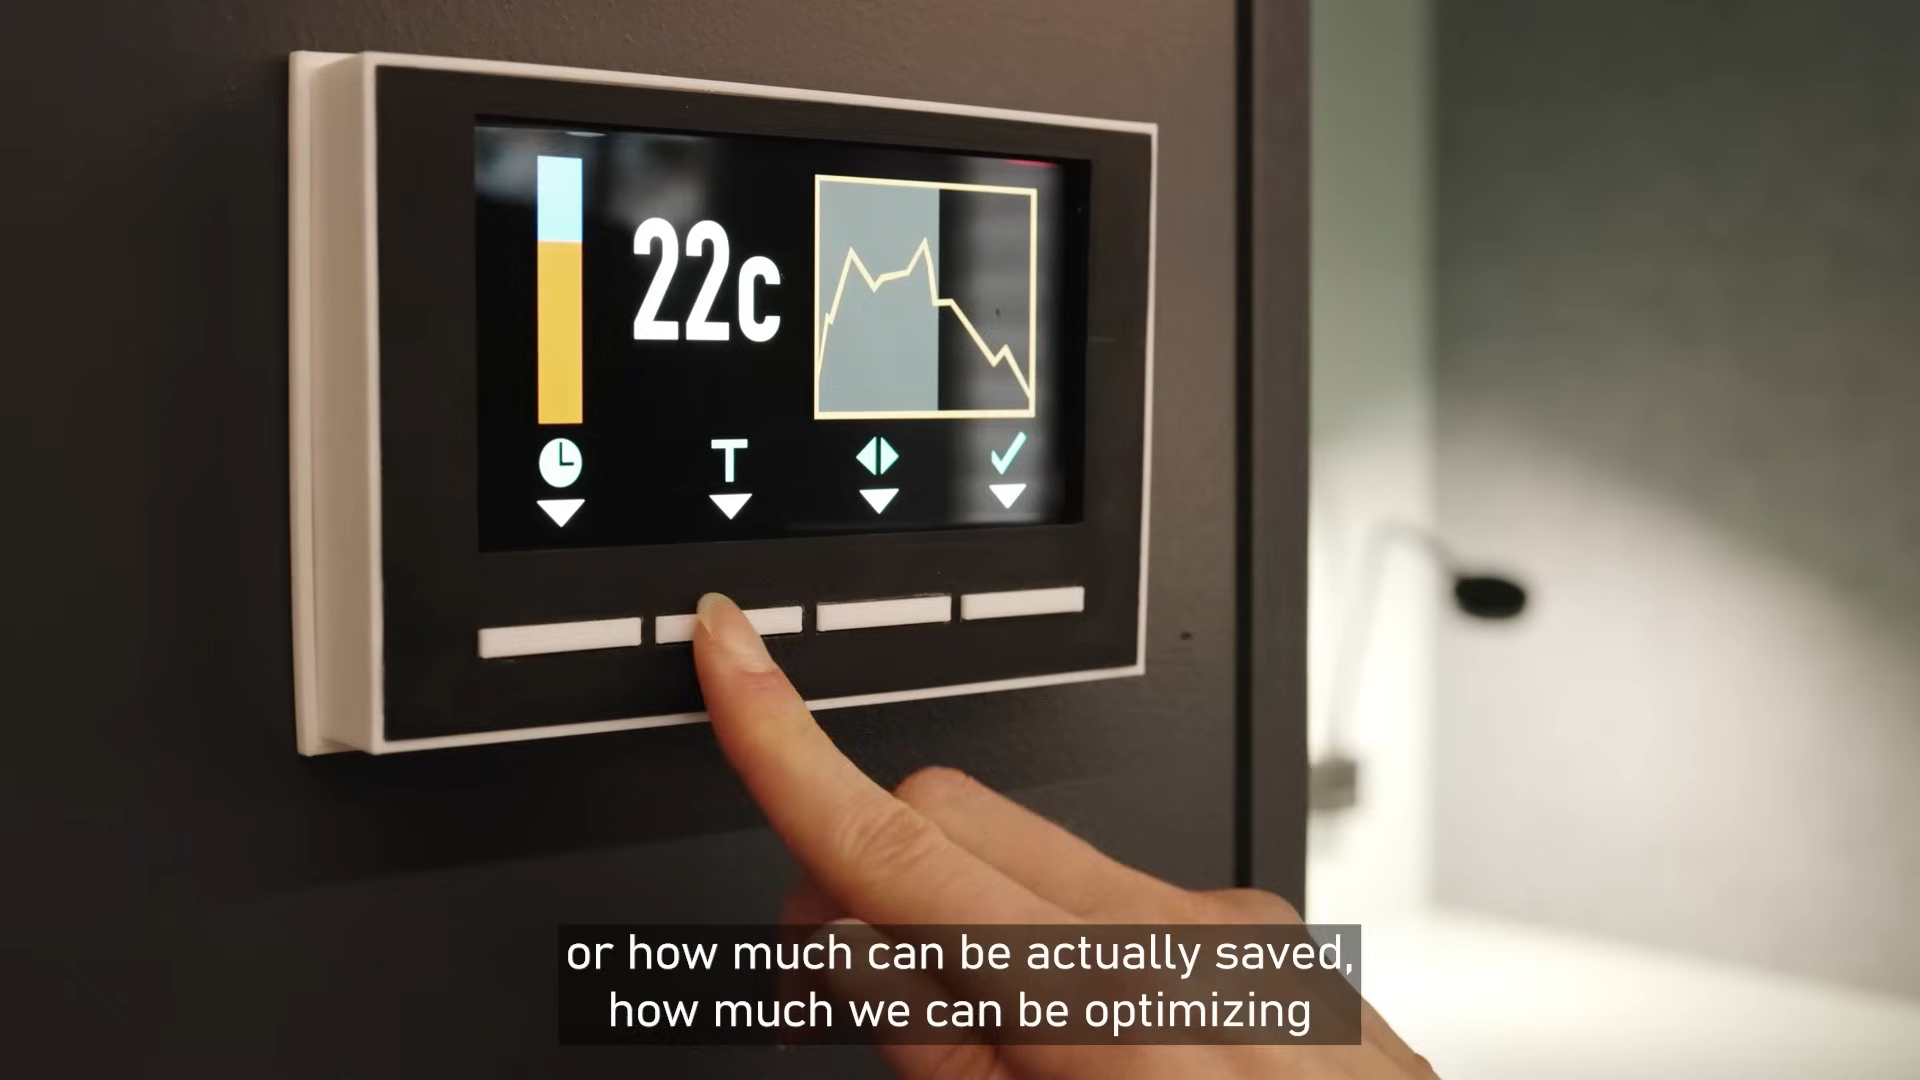 22c
T
or how much can be actually saved,
how much we can be optimizing